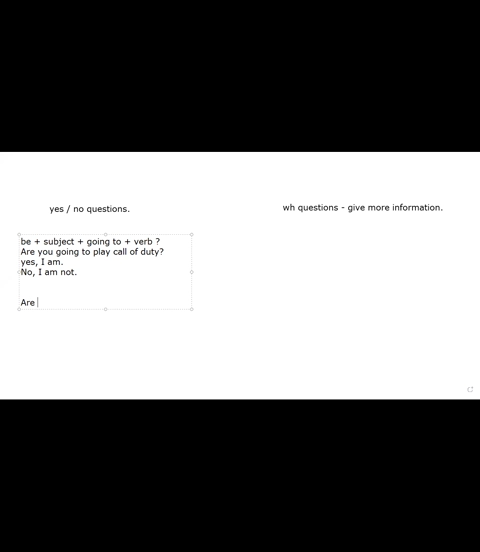 yes / no questions.
wh questions - give more information.
be + subject + going to + verb ?
Are you going to play call of duty?
yes, I am.
No, I am not.
Are